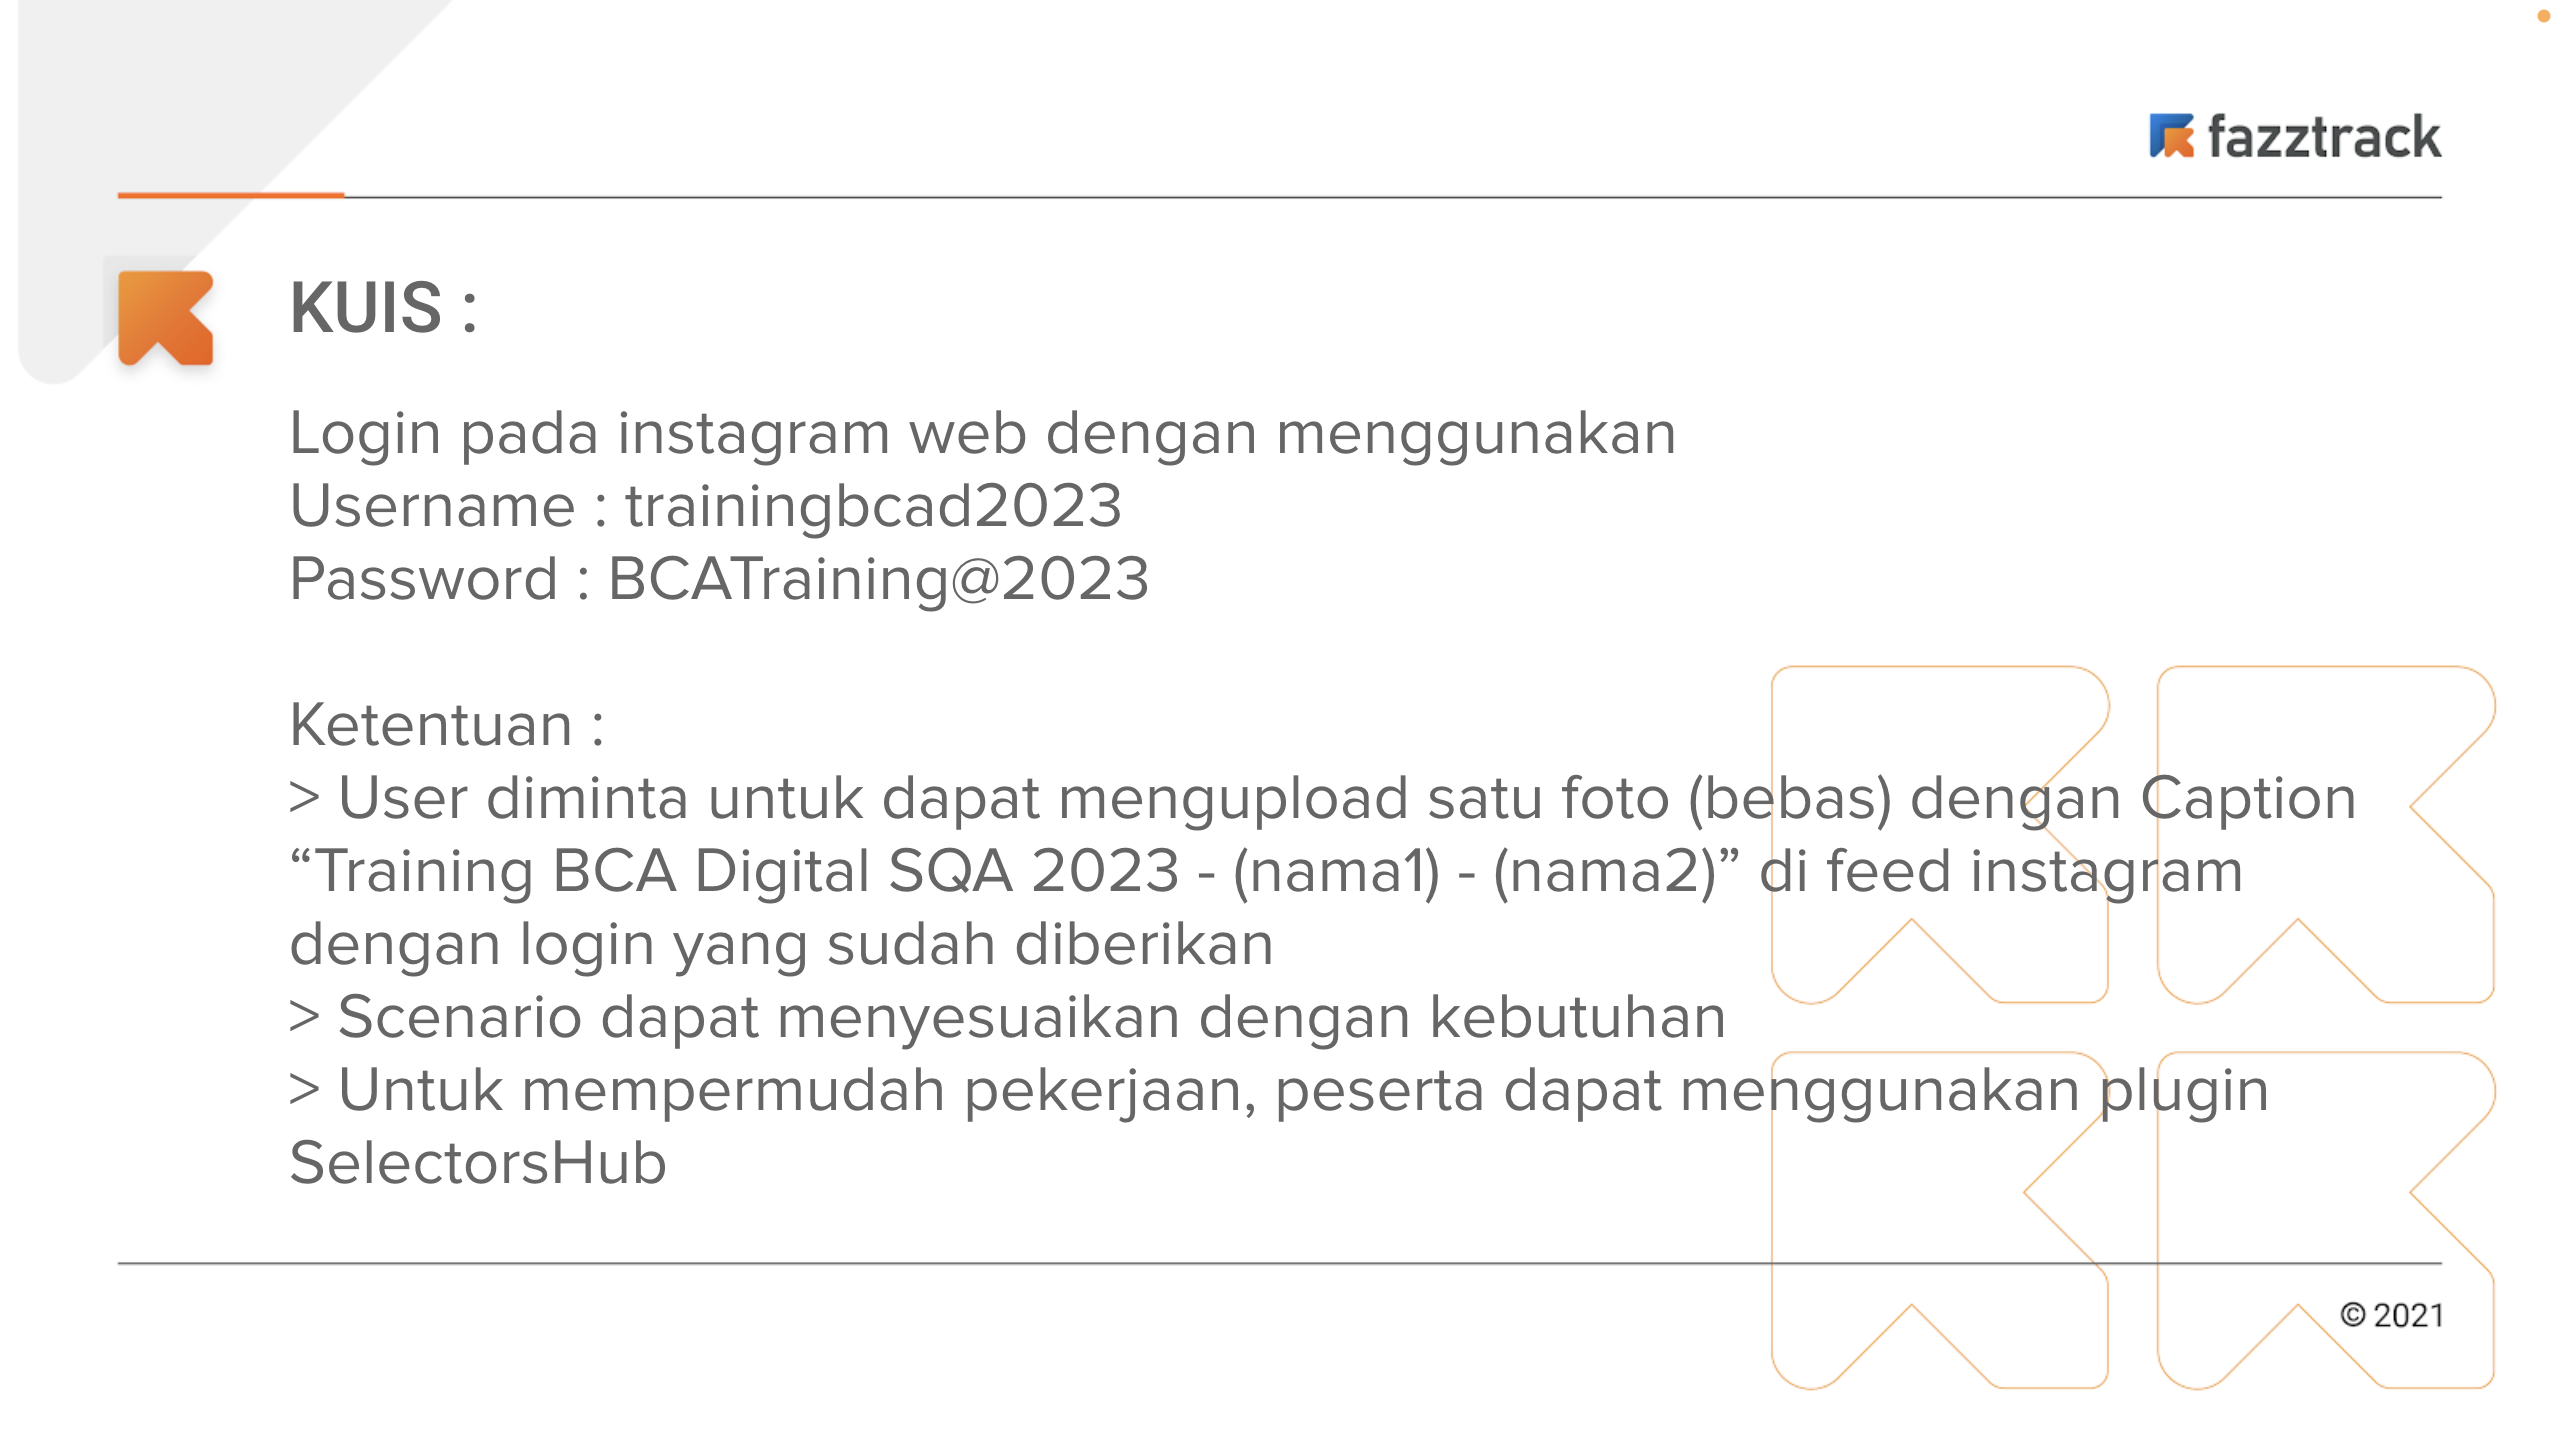 fazztrack
KUIS :
Login pada instagram web dengan menggunakan
Username : trainingbcad2023
Password : BCATraining@2023
Ketentuan :
> User diminta untuk dapat mengupload satu foto (bebas) dengan Caption
“Training BCA Digital SQA 2023 - (nama1) - (nama2)” di feed instagram
dengan login yang sudah diberikan
> Scenario dapat menyesuaikan dengan kebutuhan
> Untuk mempermudah pekerjaan, peserta dapat menggunakan plugin
SelectorsHub
© 2021